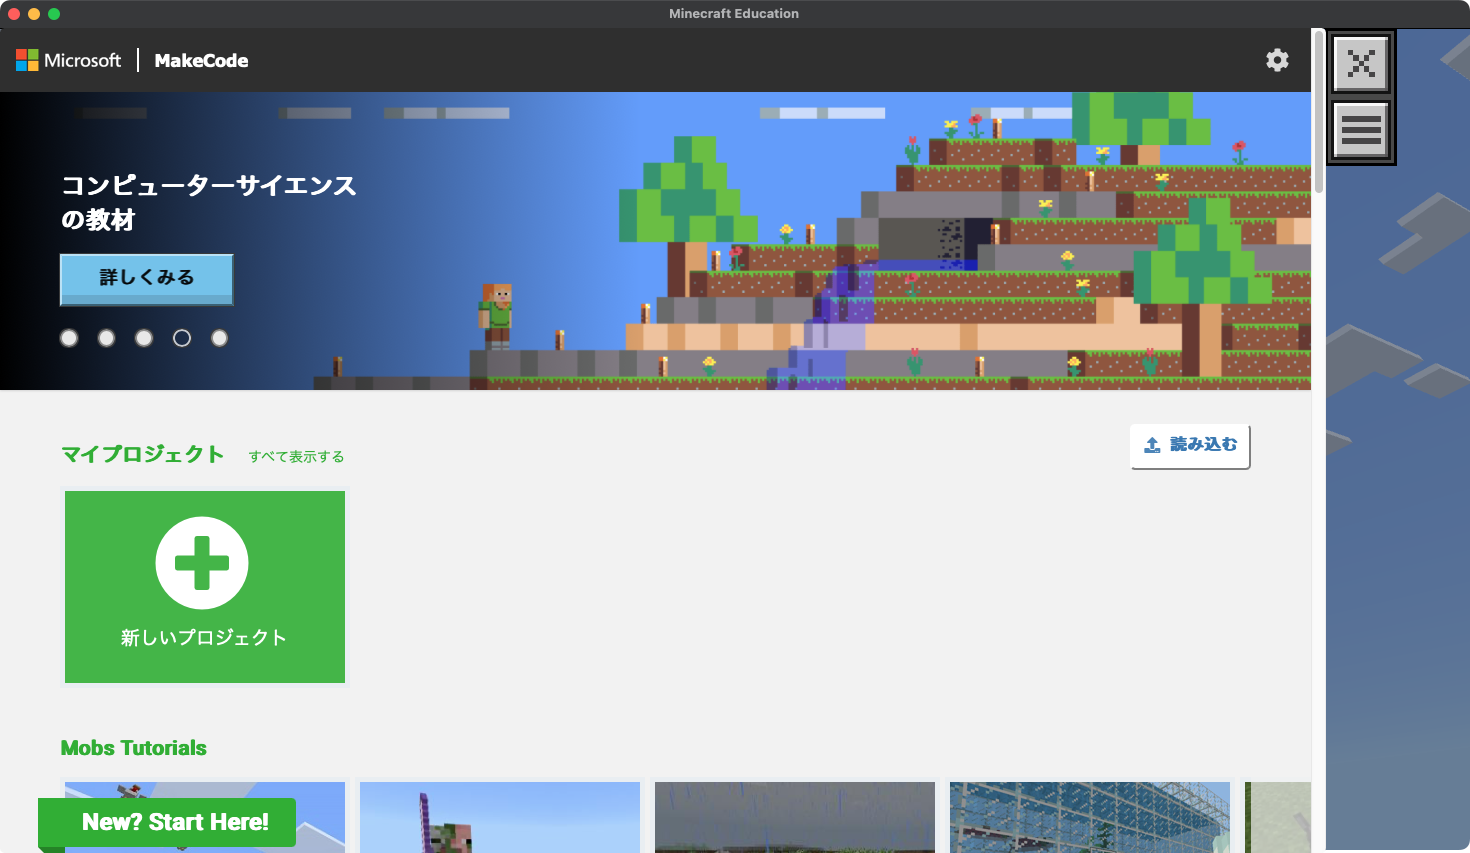 Minecraft Education
Microsoft | MakeCode
コンピューターサイエンス
の教材
詳しくみる
マイプロジェクト すべて表示する
読み込む
新しいプロジェクト
Mobs Tutorials
New? Start Here!